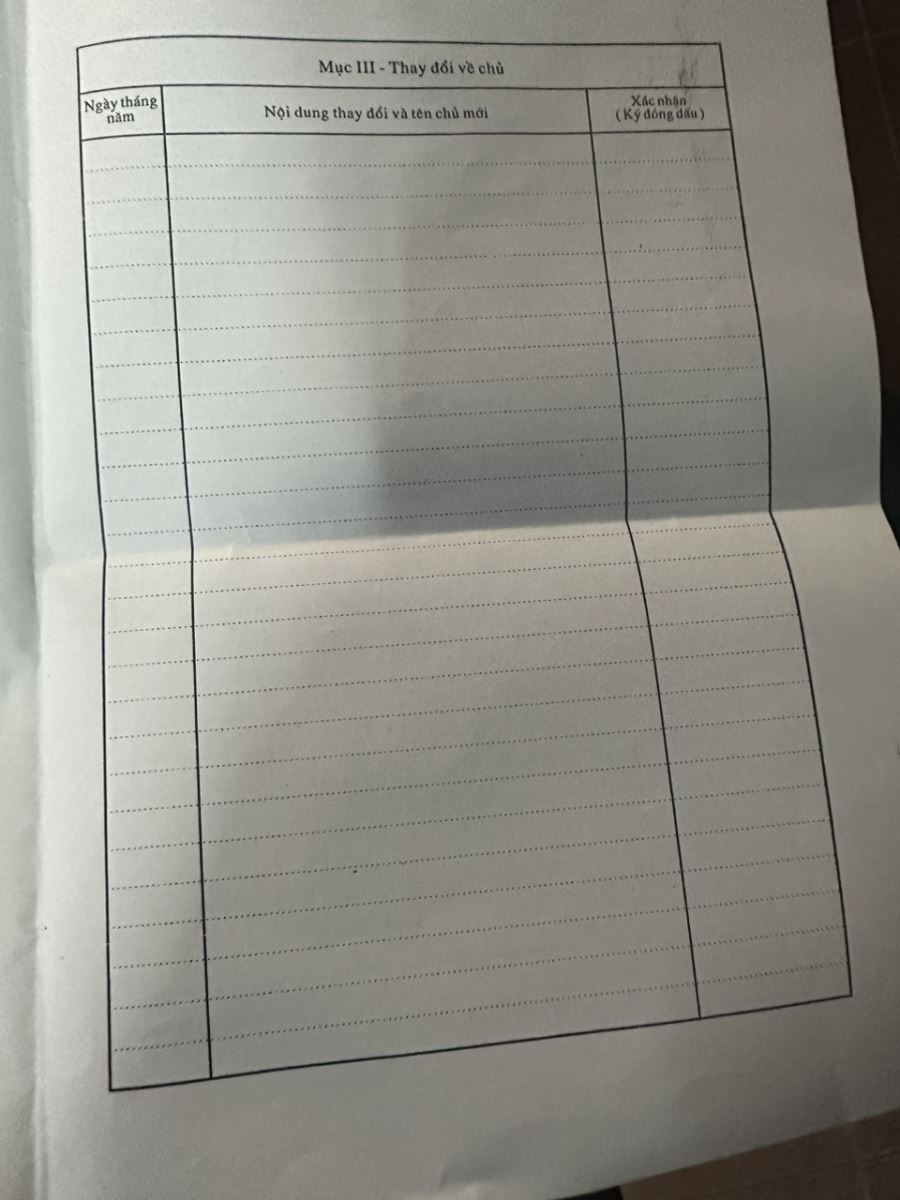 Mục III - Thay đổi về chủ
Ngày tháng
năm
Nội dung thay đổi và tên chủ mới
Xác nhận
( Ký đóng dấu )